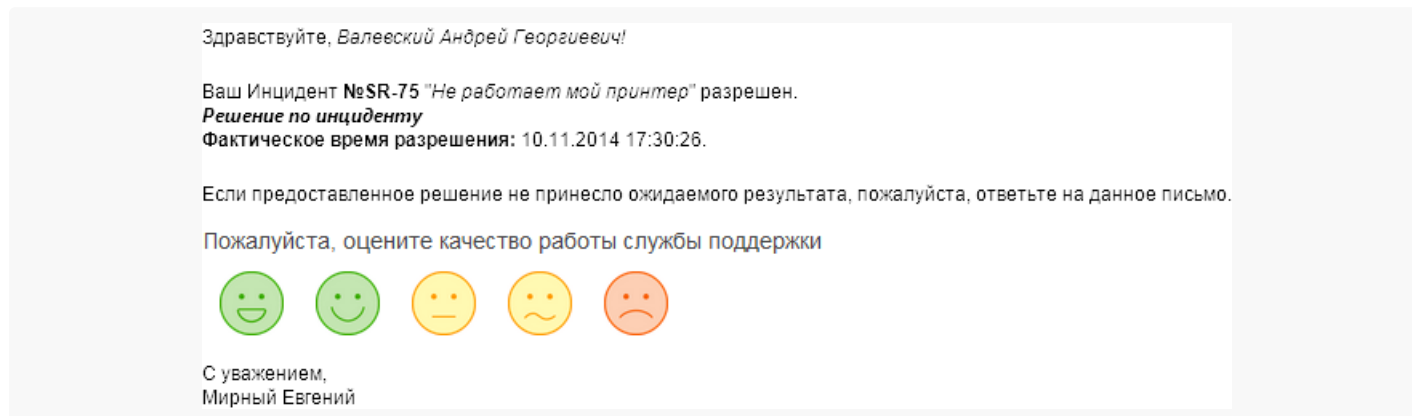 Здравствуйте, Валевский Андрей Георгиевич!
Ваш Инцидент №SR-75 "Не работает мой принтер" разрешен.
Решение по инциденту
Фактическое время разрешения: 10.11.2014 17:30:26.
Если предоставленное решение не принесло ожидаемого результата, пожалуйста, ответьте на данное письмо.
Пожалуйста, оцените качество работы службы поддержки
С уважением,
Мирный Евгений